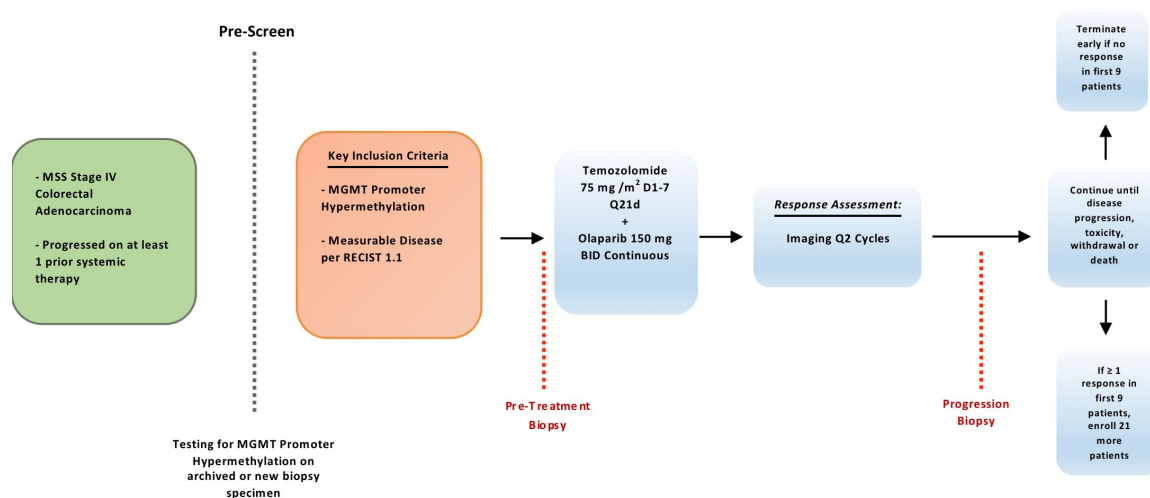 Pre-Screen
- MSS Stage IV
Colorectal
Adenocarcinoma
- Progressed on at least
1 prior systemic
therapy
Testing for MGMT Promoter
Hypermethylation on
archived or new biopsy
specimen
Key Inclusion Criteria
- MGMT Promoter
Hypermethylation
- Measurable Disease
per RECIST 1.1
Pre-Treatment
Biopsy
Temozolomide
75 mg /m² D1-7
Q21d
+
Olaparib 150 mg
BID Continuous
Response Assessment:
Imaging Q2 Cycles
Progression
Biopsy
Terminate
early if no
response
in first 9
patients
Continue until
disease
progression,
toxicity,
withdrawal or
death
If ≥ 1
response in
first 9
patients,
enroll 21
more
patients